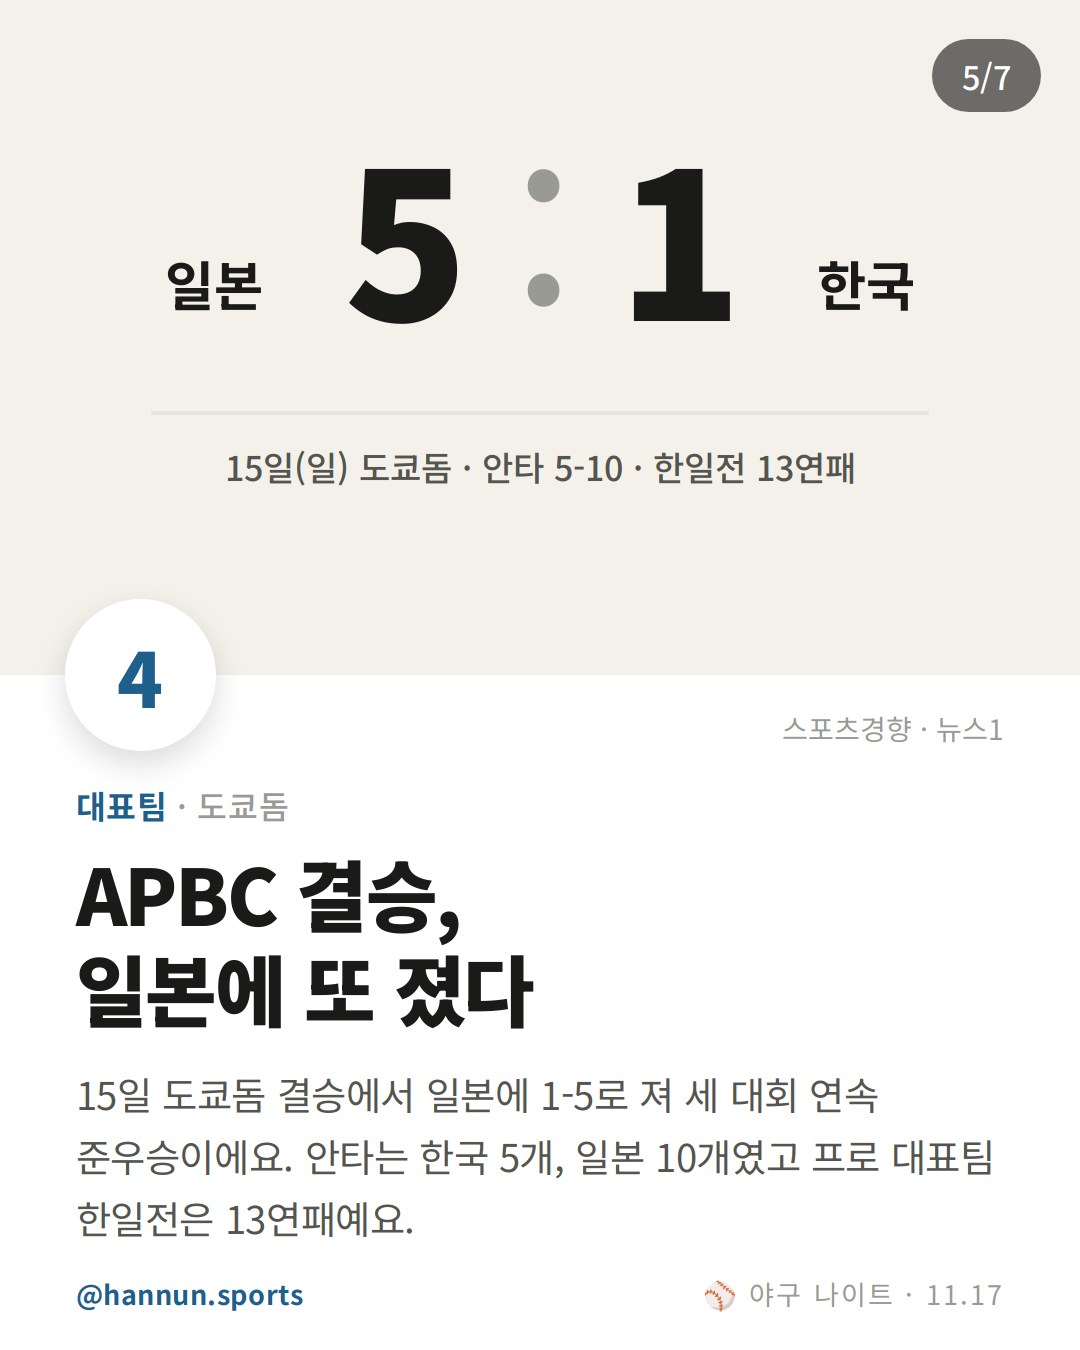 5/7
일본 5 : 1 한국
15일(일) 도쿄돔 · 안타 5-10 · 한일전 13연패
4
스포츠경향 · 뉴스1
대표팀 · 도쿄돔
APBC 결승,
일본에 또 졌다
15일 도쿄돔 결승에서 일본에 1-5로 져 세 대회 연속
준우승이에요. 안타는 한국 5개, 일본 10개였고 프로 대표팀
한일전은 13연패예요.
@hannun.sports
⚾ 야구 나이트 · 11.17